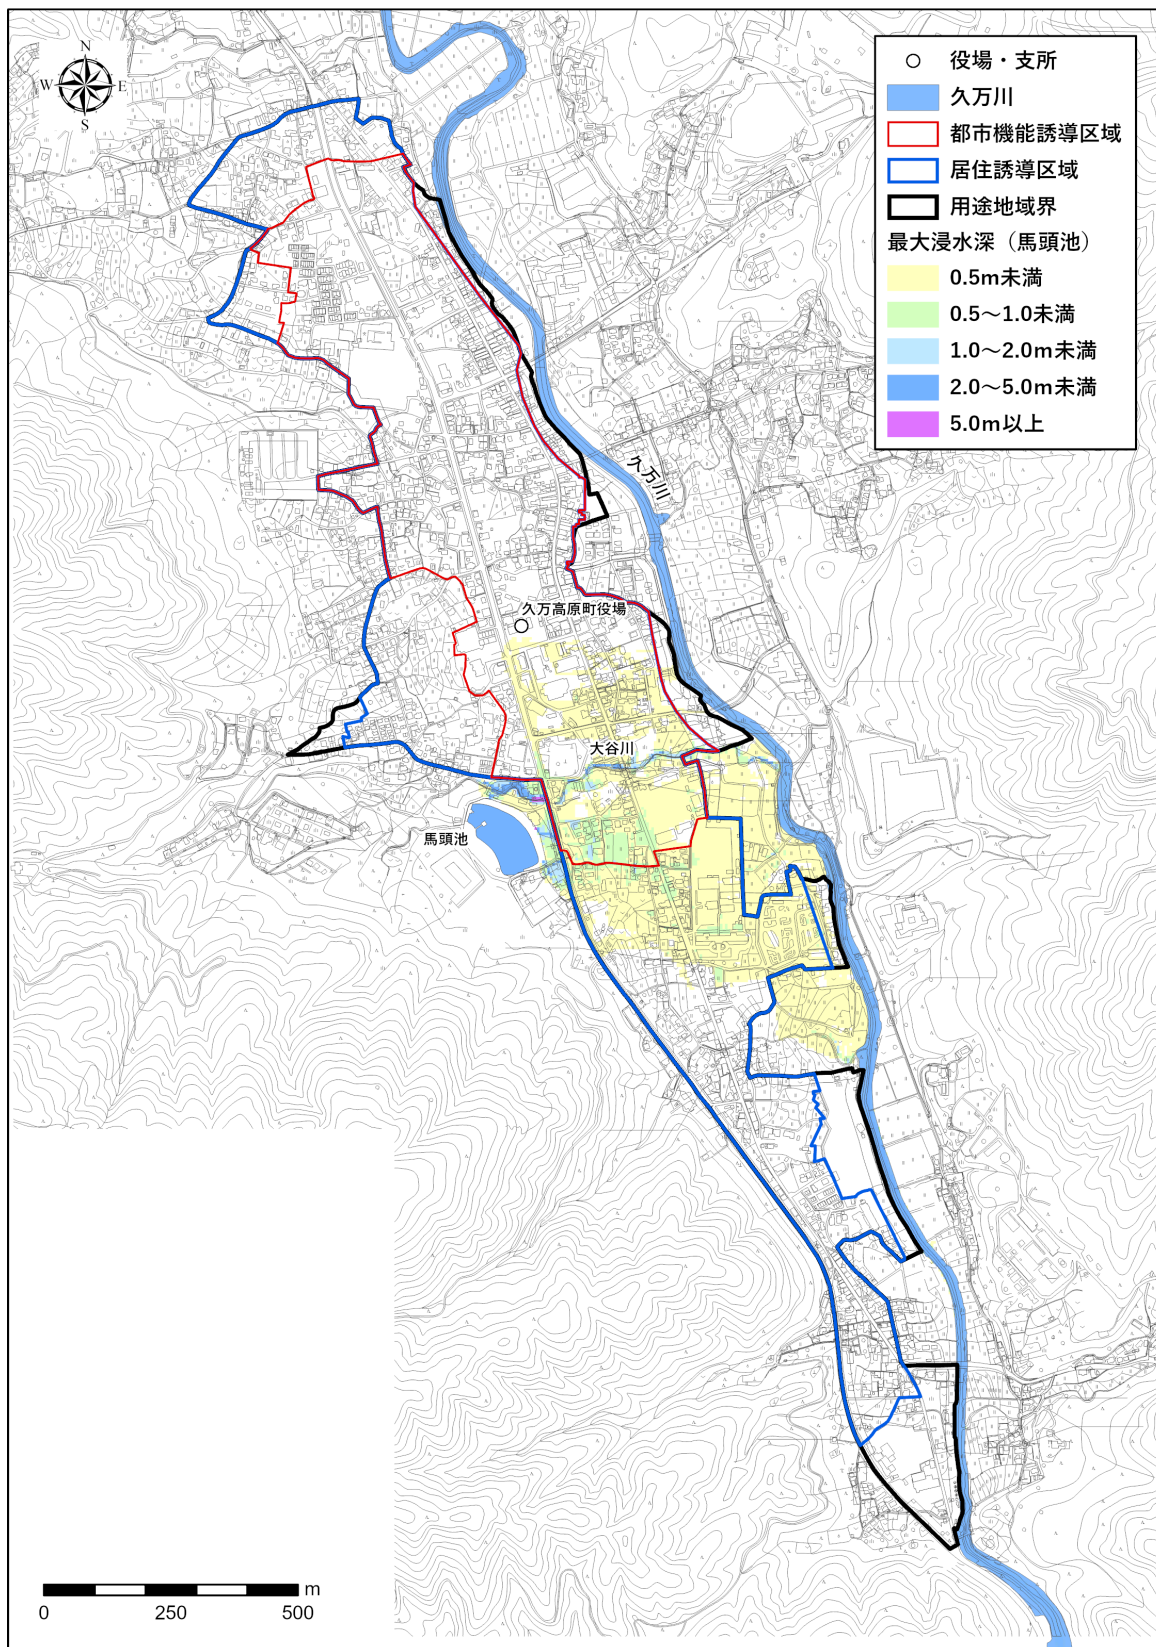 N
W E
S
役場・支所
久万川
都市機能誘導区域
居住誘導区域
用途地域界
最大浸水深（馬頭池）
0.5m未満
0.5～1.0未満
1.0～2.0m未満
2.0～5.0m未満
5.0m以上
久万川
久万高原町役場
大谷川
馬頭池
m
0 250 500